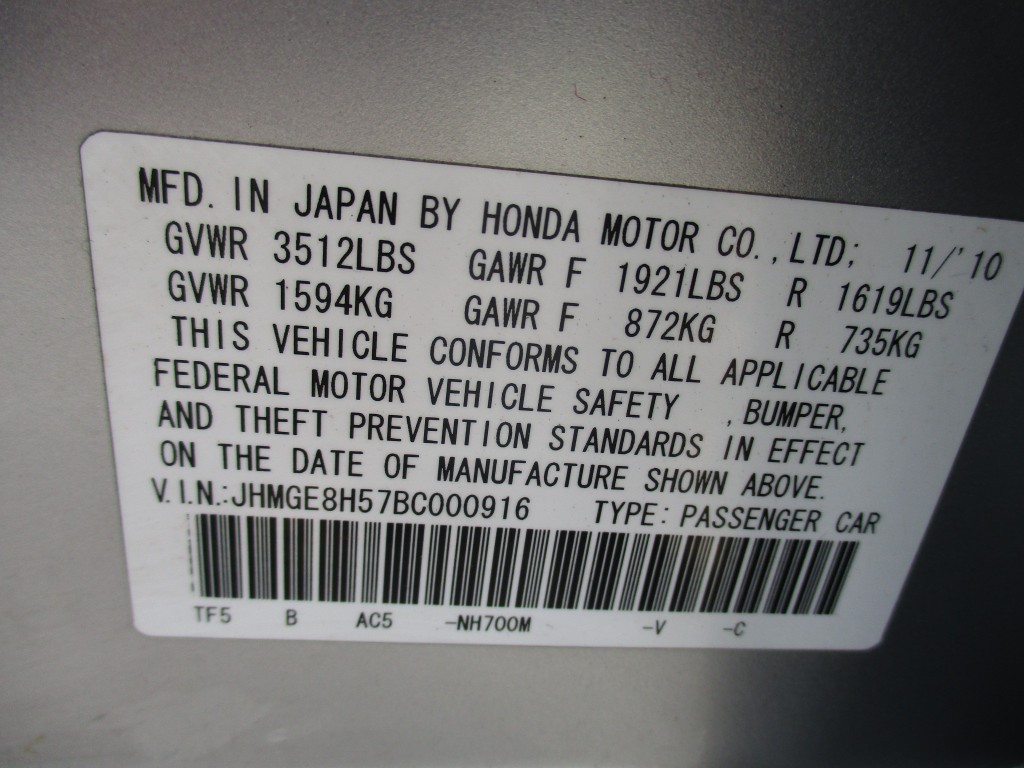 MFD. IN JAPAN BY HONDA MOTOR CO.,LTD; 11/'10
GVWR 3512LBS GAWR F 1921LBS R 1619LBS
GVWR 1594KG GAWR F 872KG R 735KG
THIS VEHICLE CONFORMS TO ALL APPLICABLE
FEDERAL MOTOR VEHICLE SAFETY , BUMPER,
AND THEFT PREVENTION STANDARDS IN EFFECT
ON THE DATE OF MANUFACTURE SHOWN ABOVE.
V.I.N.:JHMGE8H57BC000916 TYPE: PASSENGER CAR
TF5 B AC5 -NH700M -V -C